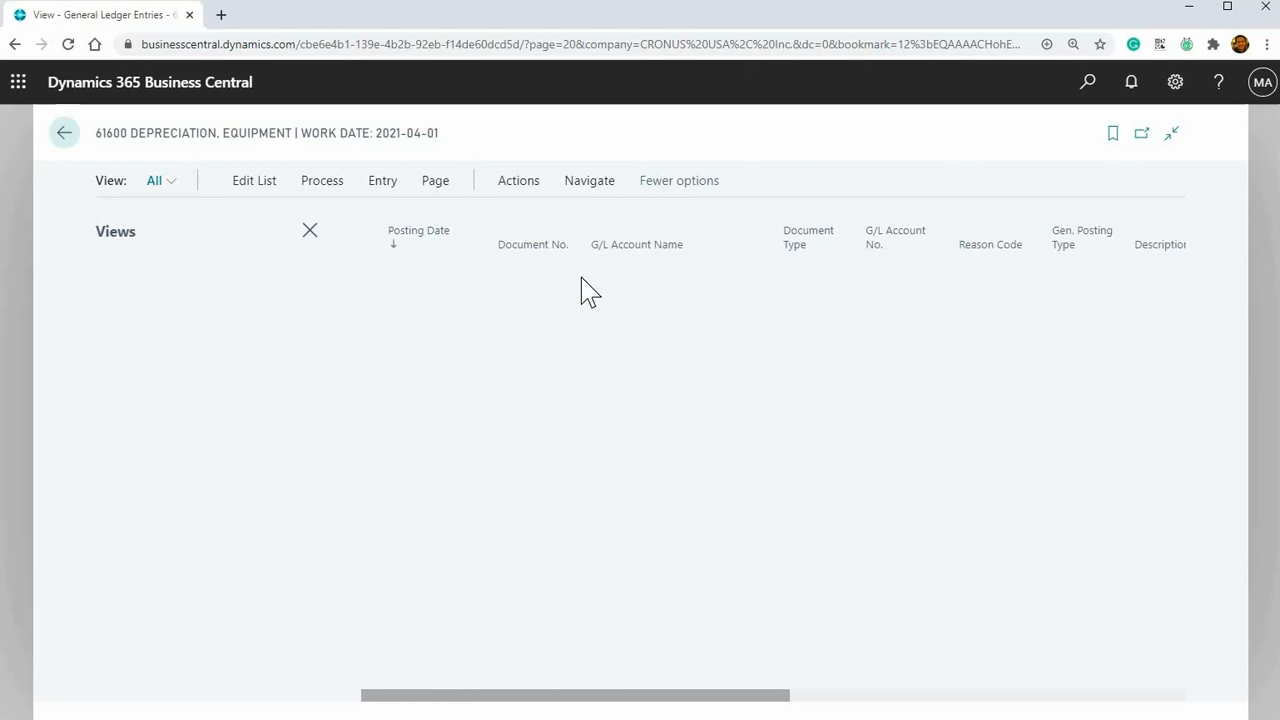 View - General Ledger Entries - 6
businesscentral.dynamics.com/cbe6e4b1-139e-4b2b-92eb-f14de60dcd5d/?page=20&company=CRONUS%20USA%2C%20Inc.&dc=0&bookmark=12%3bEQAAAACHohE...
Dynamics 365 Business Central
MA
61600 DEPRECIATION, EQUIPMENT | WORK DATE: 2021-04-01
View: All Edit List Process Entry Page Actions Navigate Fewer options
Views
Posting Date ↓
Document No.
G/L Account Name
Document Type
G/L Account No.
Reason Code
Gen. Posting Type
Description